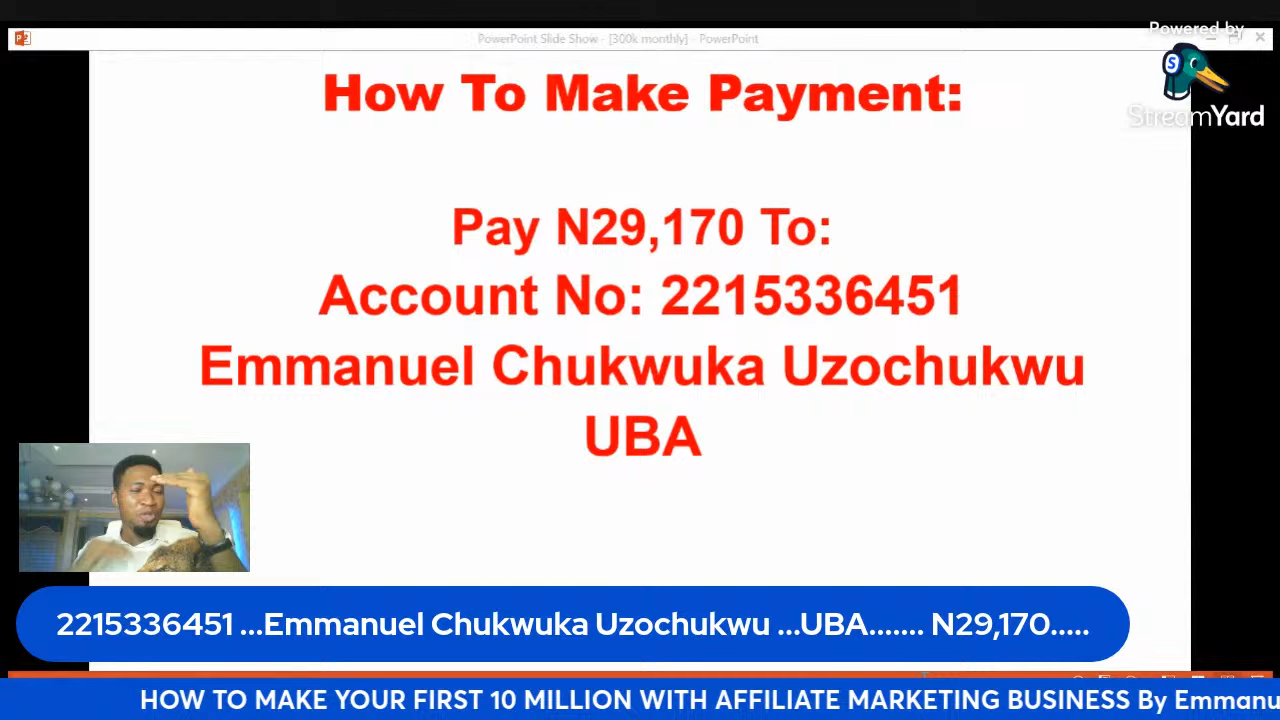 Powered by
StreamYard
PowerPoint Slide Show - [300k monthly] - PowerPoint
How To Make Payment:
Pay N29,170 To:
Account No: 2215336451
Emmanuel Chukwuka Uzochukwu
UBA
2215336451 ...Emmanuel Chukwuka Uzochukwu ...UBA....... N29,170.....
HOW TO MAKE YOUR FIRST 10 MILLION WITH AFFILIATE MARKETING BUSINESS By Emmanu